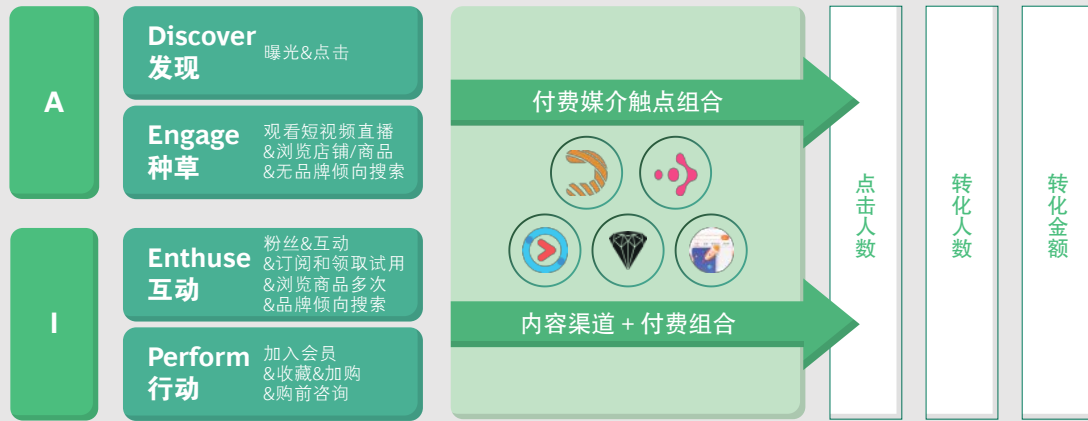 A
Discover
发现
曝光&点击
Engage
种草
观看短视频直播
&浏览店铺/商品
&无品牌倾向搜索
I
Enthuse
互动
粉丝&互动
&订阅和领取试用
&浏览商品多次
&品牌倾向搜索
Perform
行动
加入会员
&收藏&加购
&购前咨询
付费媒介触点组合
内容渠道 + 付费组合
点击人数
转化人数
转化金额